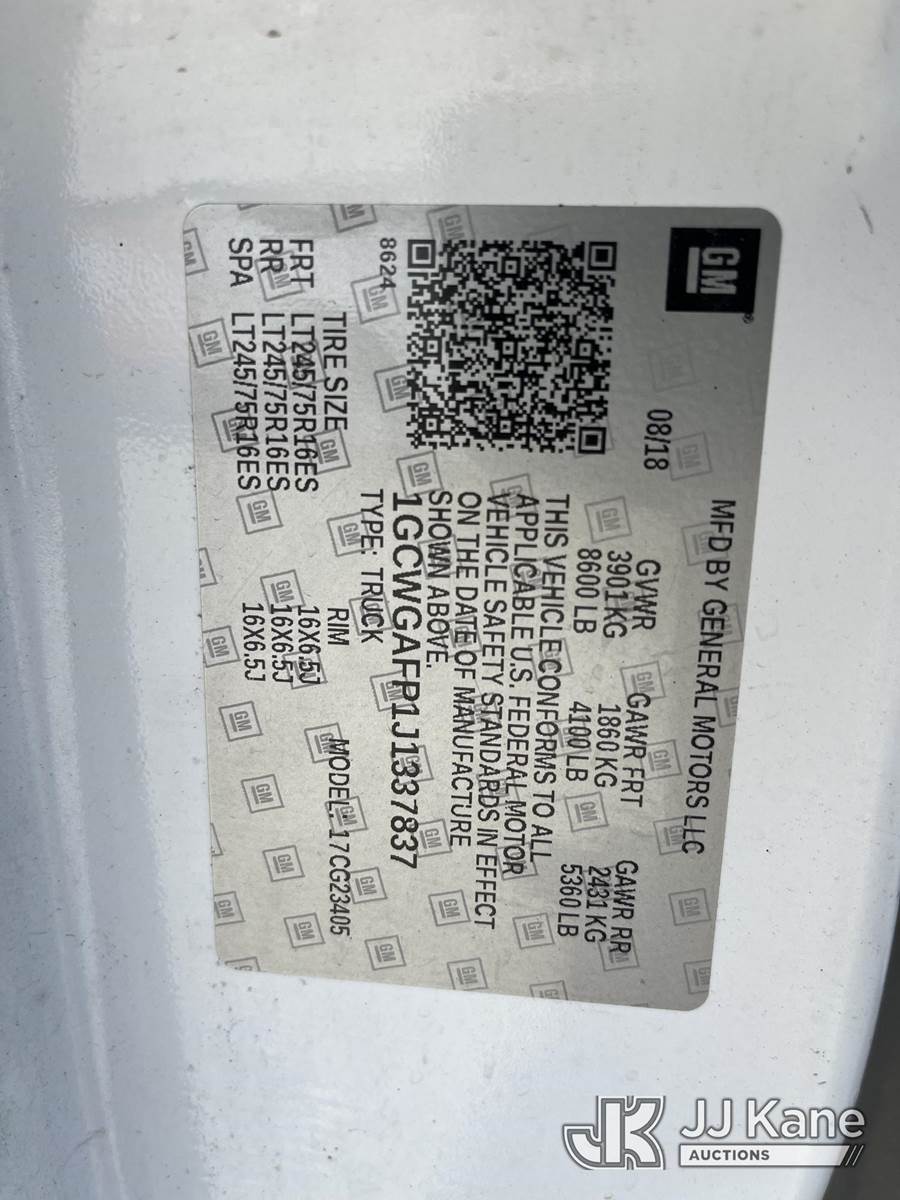 GM
MFD BY GENERAL MOTORS LLC
08/18
GVWR GAWR FRT GAWR RR
3901 KG 1860 KG 2431 KG
8600 LB 4100 LB 5360 LB
THIS VEHICLE CONFORMS TO ALL
APPLICABLE U.S. FEDERAL MOTOR
VEHICLE SAFETY STANDARDS IN EFFECT
ON THE DATE OF MANUFACTURE
SHOWN ABOVE.
8624
1GCWGAFP1J1337837
TYPE: TRUCK
MODEL: 17CG23405
TIRE SIZE RIM
FRT LT245/75R16ES 16X6.5J
RR LT245/75R16ES 16X6.5J
SPA LT245/75R16ES 16X6.5J
JK JJ Kane
AUCTIONS